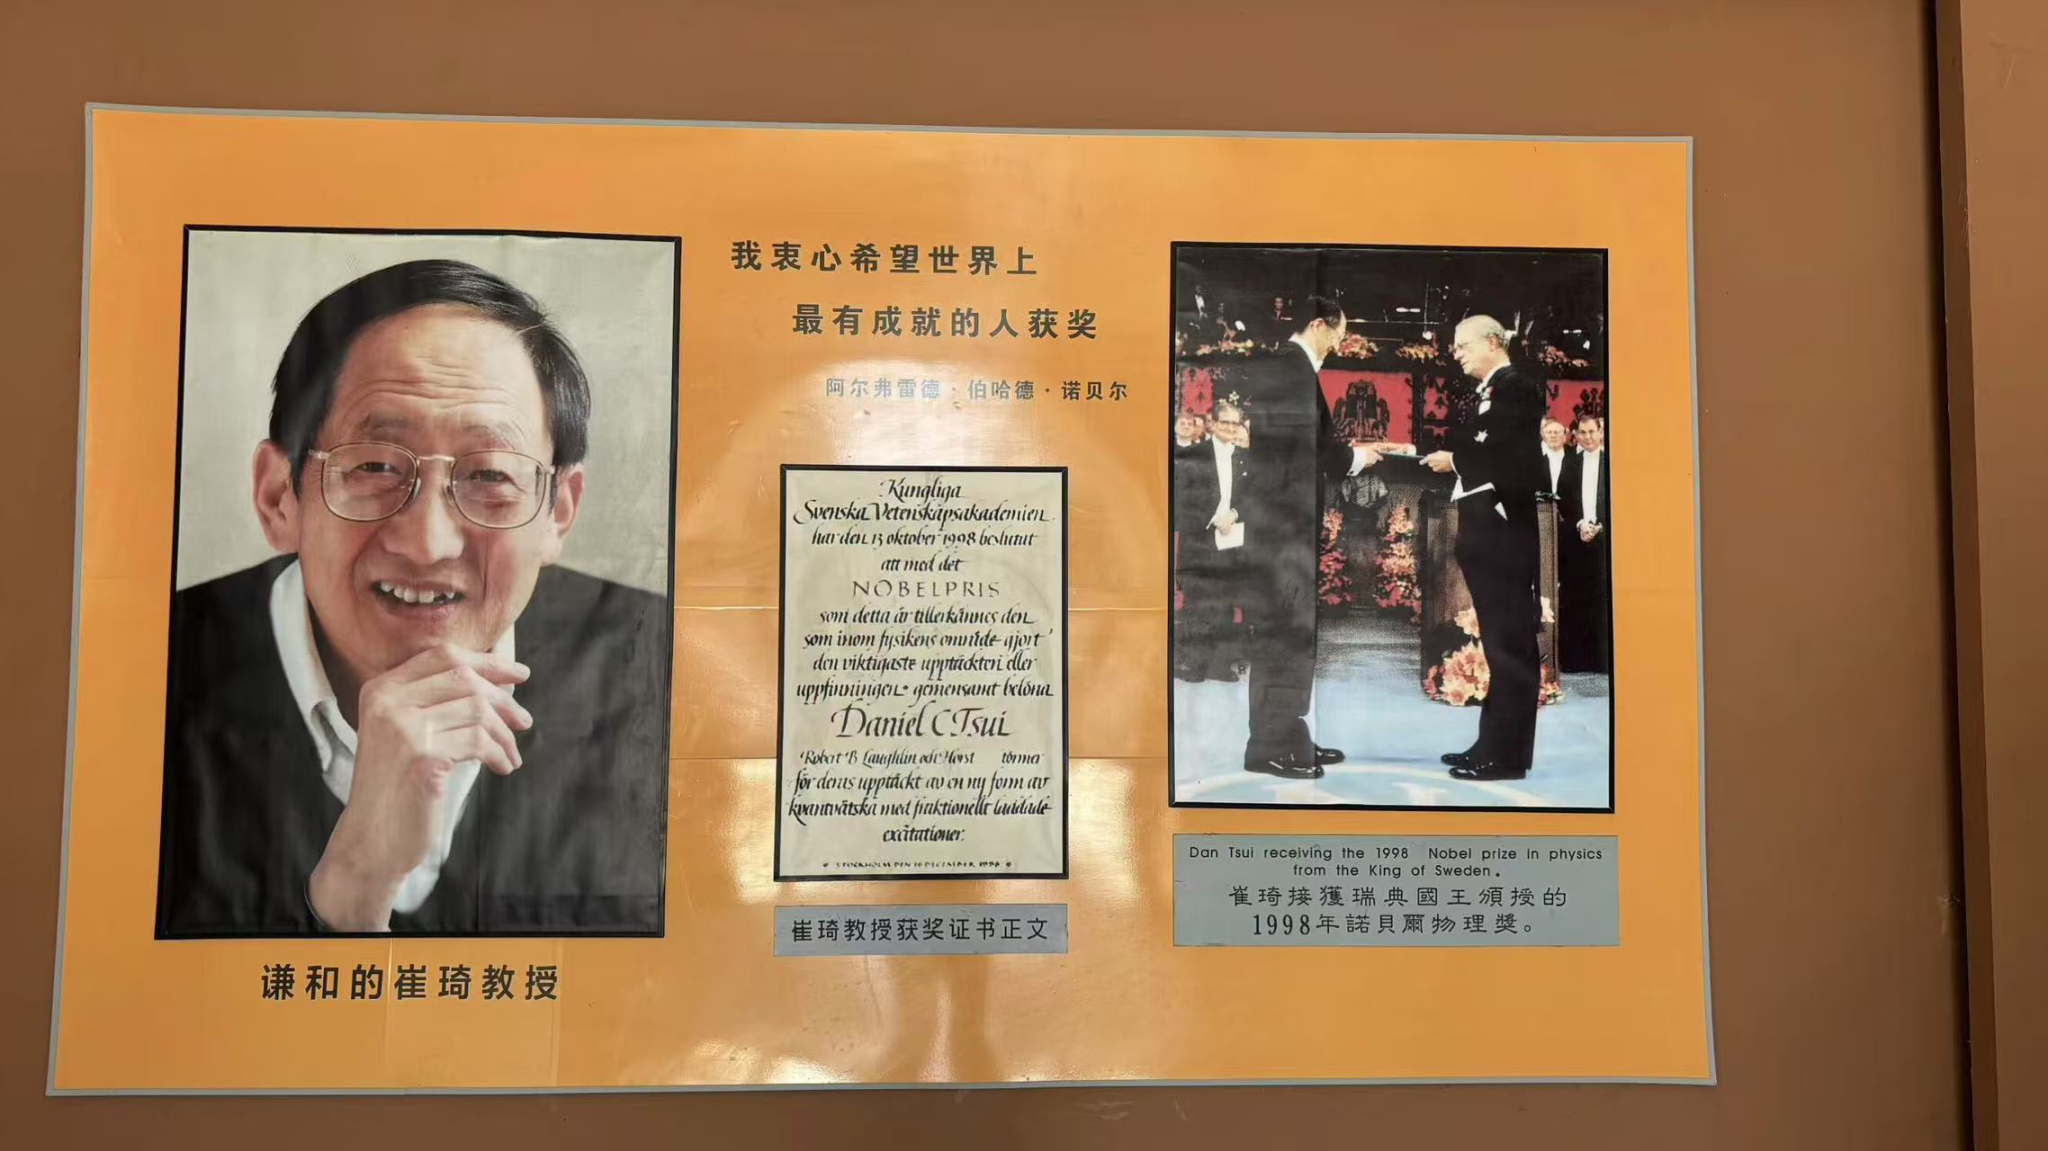 我衷心希望世界上
最有成就的人获奖
阿尔弗雷德·伯哈德·诺贝尔
谦和的崔琦教授
Kungliga
Svenska Vetenskapsakademien
har den 13 oktober 1998 beslutat
att med det
NOBELPRIS
som detta år tillerkännes den
som inom fysikens område gjort
den viktigaste upptäckten eller
uppfinningen gemensamt belöna
Daniel C Tsui
Robert B Laughlin och Horst törmer
för deras upptäckt av en ny form av
kvantvätska med fraktionellt laddade
excitationer.
STOCKHOLM DEN 10 DECEMBER 1998
崔琦教授获奖证书正文
Dan Tsui receiving the 1998 Nobel prize in physics
from the King of Sweden.
崔琦接獲瑞典國王頒授的
1998年諾貝爾物理獎。